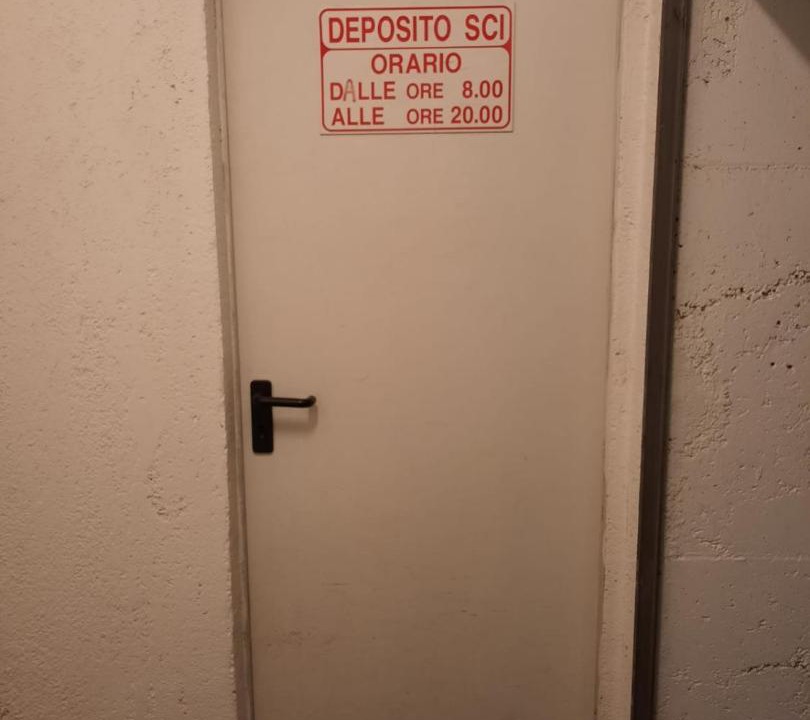 DEPOSITO SCI
ORARIO
DALLE ORE 8.00
ALLE ORE 20.00